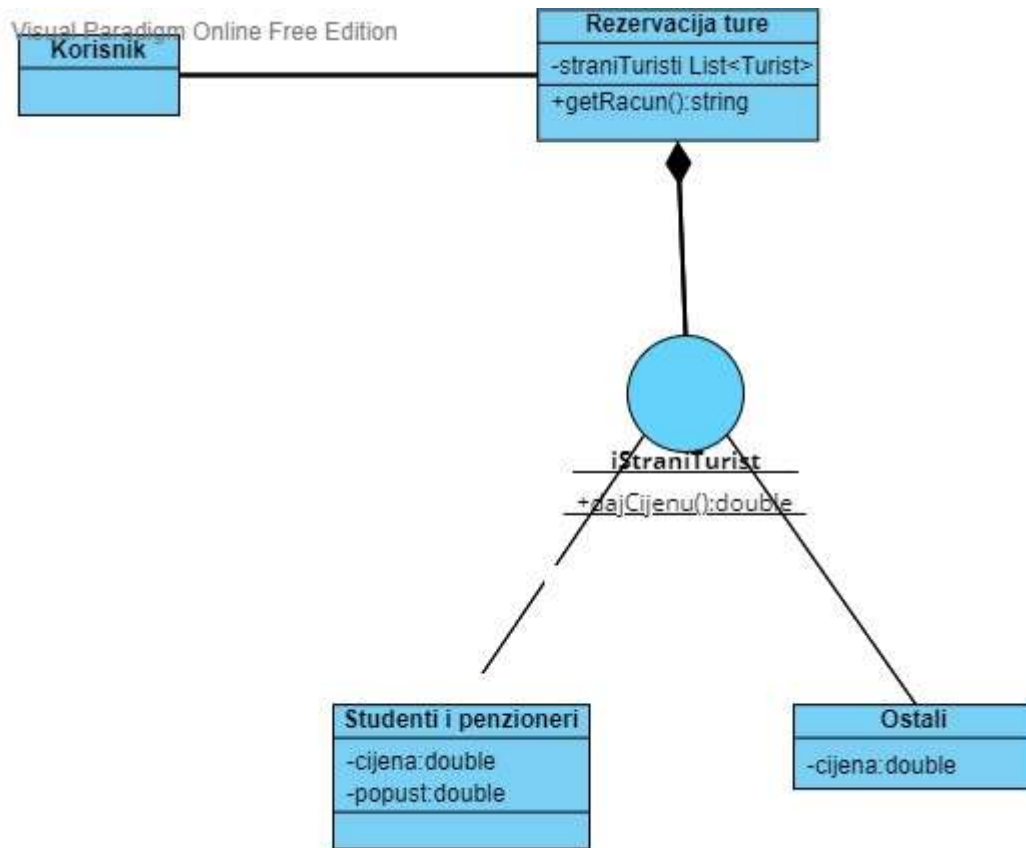 Visual Paradigm Online Free Edition
Korisnik
Rezervacija ture
-straniTuristi List<Turist>
+getRacun():string
iStraniTurist
+dajCijenu():double
Studenti i penzioneri
-cijena:double
-popust:double
Ostali
-cijena:double